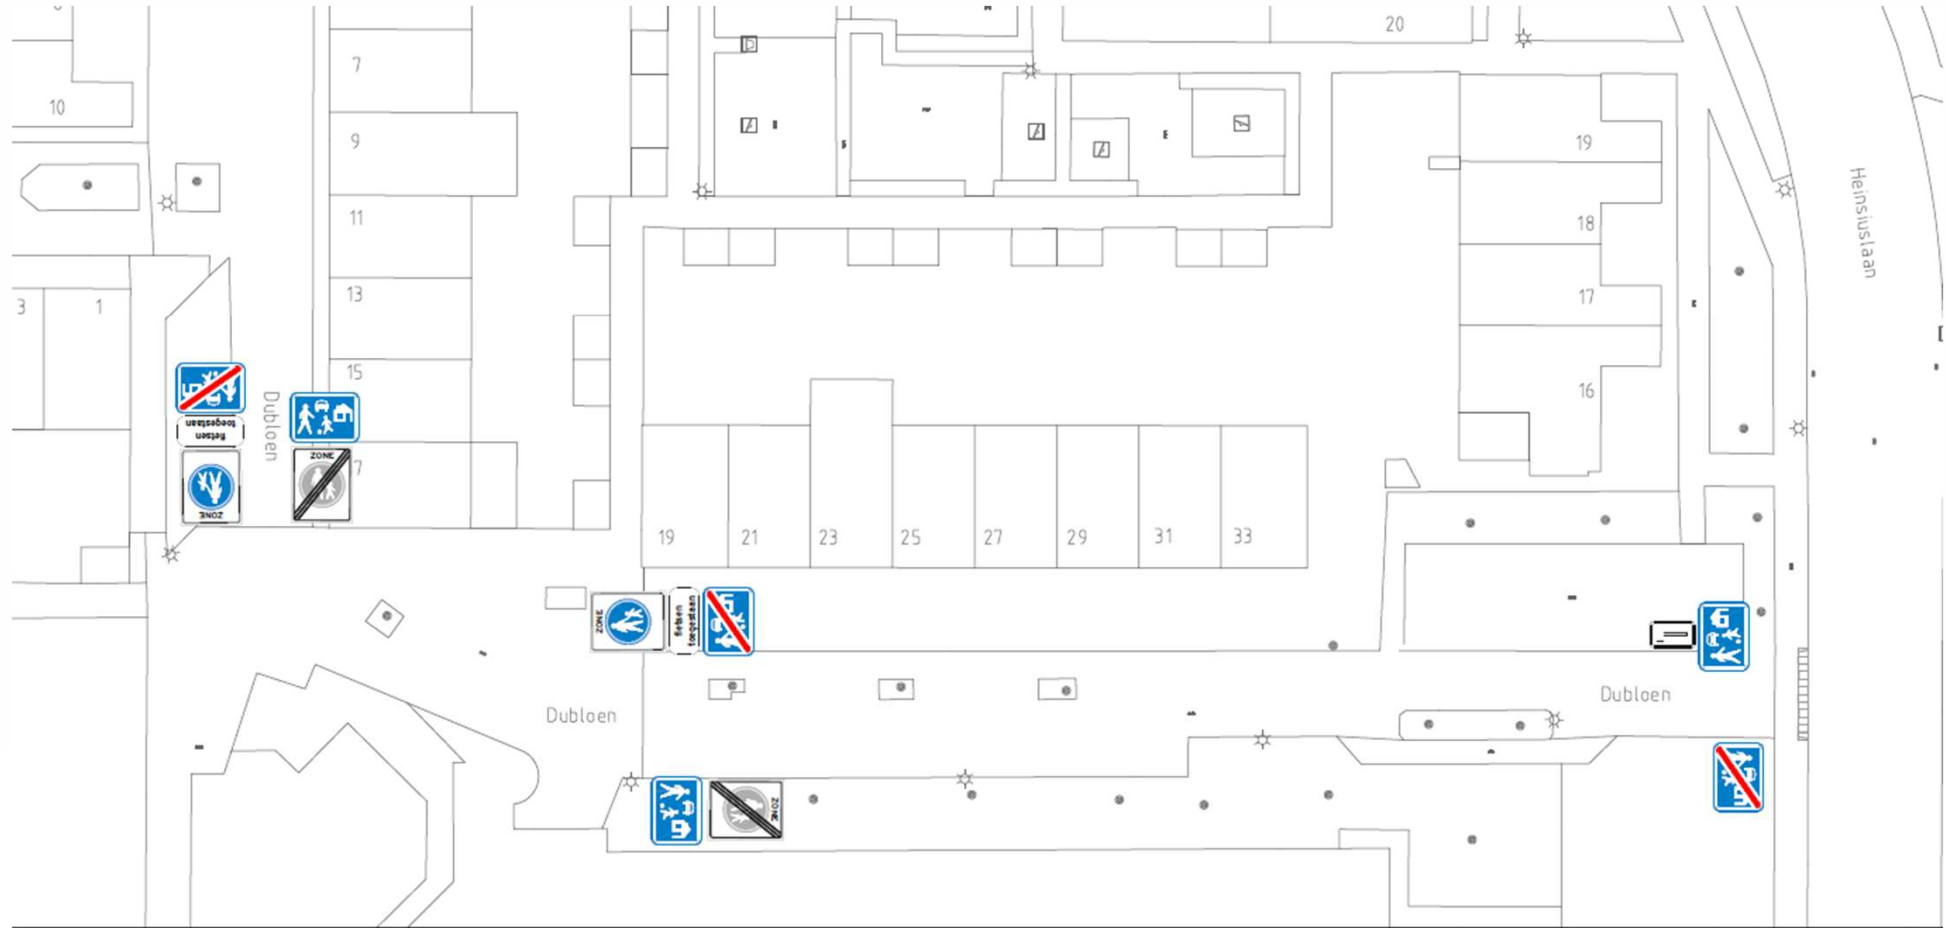 20
7
10
9
19
11
18
Heinsiuslaan
13
17
3
1
15
16
Dubloen
fietsen
toegestaan
ZONE
7
ZONE
19
21
23
25
27
29
31
33
ZONE
fietsen
toegestaan
Dubloen
Dubloen
ZONE